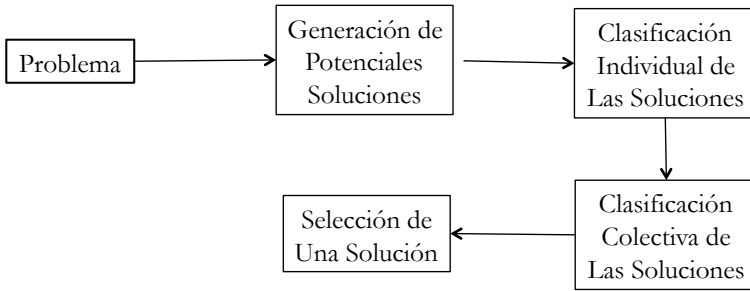 Problema
Generación de
Potenciales
Soluciones
Clasificación
Individual de
Las Soluciones
Clasificación
Colectiva de
Las Soluciones
Selección de
Una Solución